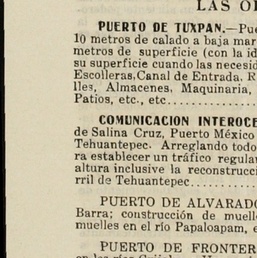 LAS O
PUERTO DE TUXPAN.—Pue
10 metros de calado a baja mar
metros de superficie (con la id
su superficie cuando las necesid
Escolleras, Canal de Entrada, R
lles, Almacenes, Maquinaria,
Patios, etc., etc.
COMUNICACION INTEROCE
de Salina Cruz, Puerto México
Tehuantepec. Arreglando todo
ra establecer un tráfico regular
altura inclusive la reconstrucci
rril de Tehuantepec
PUERTO DE ALVARADO
Barra; construcción de muelle
muelles en el río Papaloapam, e
PUERTO DE FRONTER